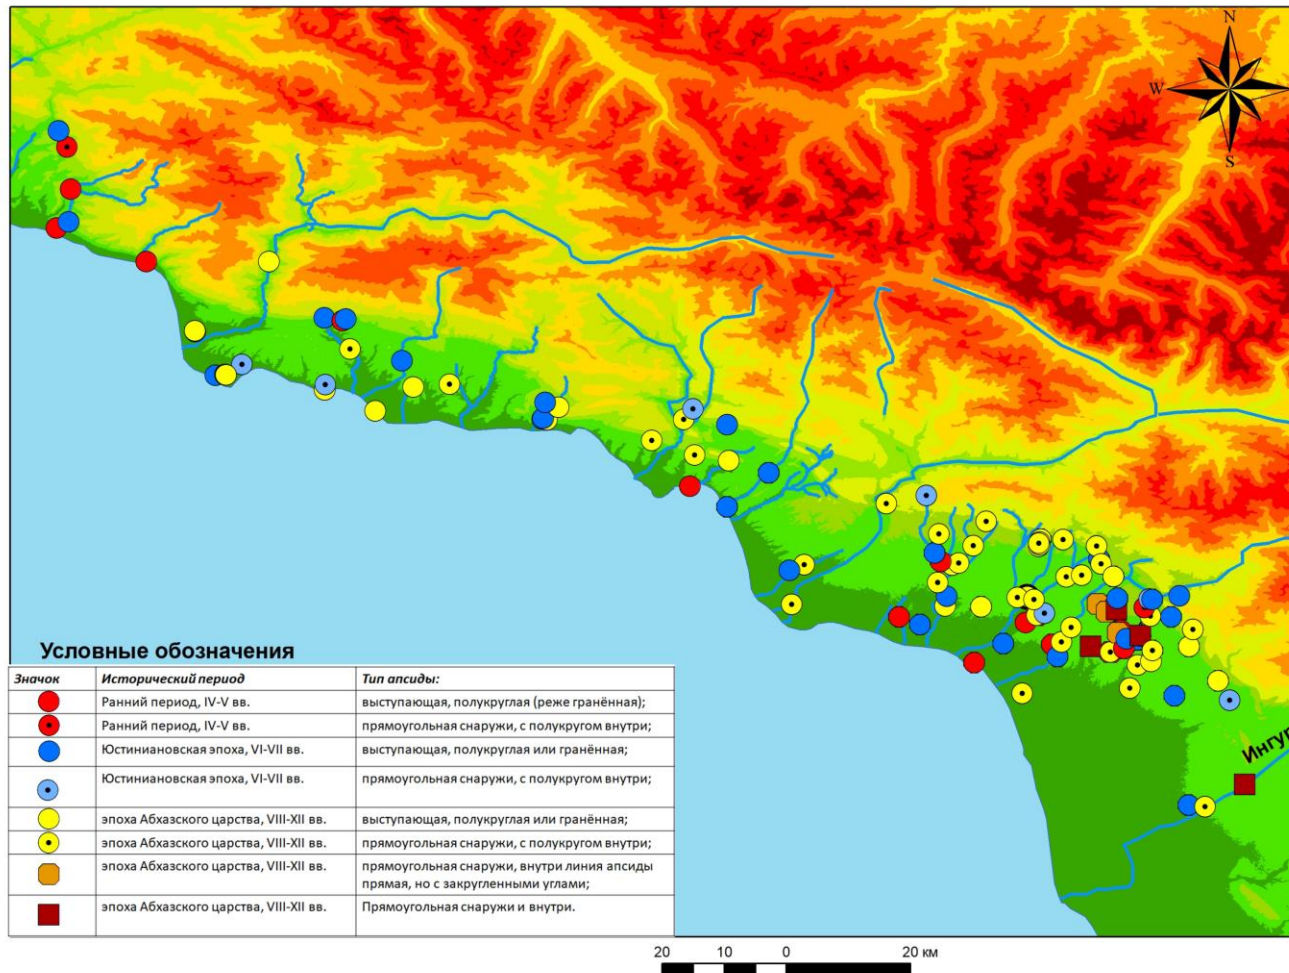 N
W
S
Условные обозначения
Значок Исторический период Тип апсиды:
Ранний период, IV-V вв. выступающая, полукруглая (реже гранённая);
Ранний период, IV-V вв. прямоугольная снаружи, с полукругом внутри;
Юстиниановская эпоха, VI-VII вв. выступающая, полукруглая или гранённая;
Юстиниановская эпоха, VI-VII вв. прямоугольная снаружи, с полукругом внутри;
эпоха Абхазского царства, VIII-XII вв. выступающая, полукруглая или гранённая;
эпоха Абхазского царства, VIII-XII вв. прямоугольная снаружи, с полукругом внутри;
эпоха Абхазского царства, VIII-XII вв. прямоугольная снаружи, внутри линия апсиды
прямая, но с закругленными углами;
эпоха Абхазского царства, VIII-XII вв. Прямоугольная снаружи и внутри.
Ингур
20 10 0 20 км